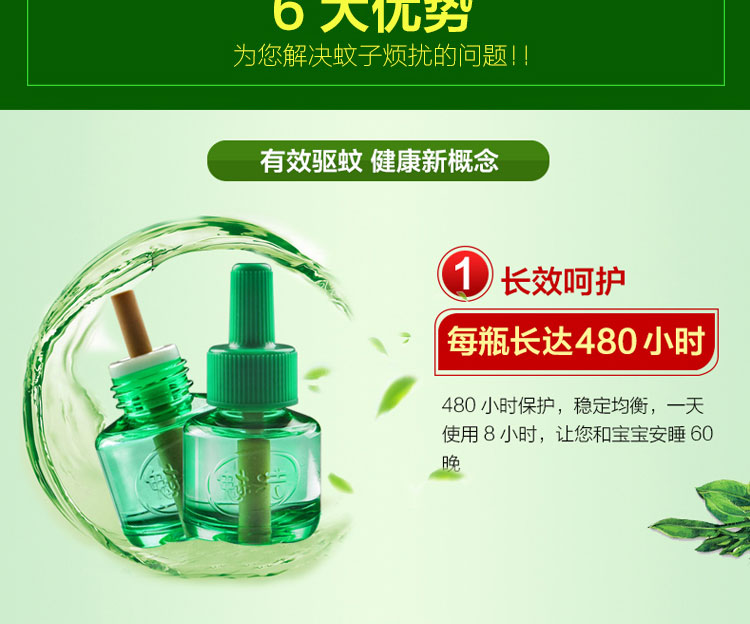 6 大优势
为您解决蚊子烦扰的问题!!
有效驱蚊 健康新概念
1 长效呵护
每瓶长达480小时
480 小时保护，稳定均衡，一天
使用 8 小时，让您和宝宝安睡 60
晚